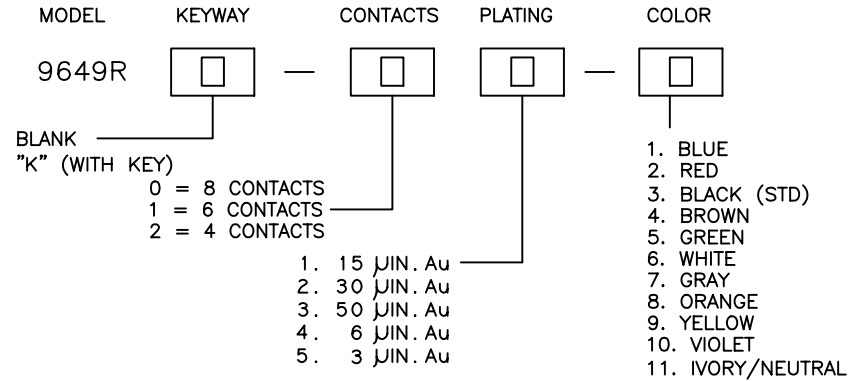 MODEL KEYWAY CONTACTS PLATING COLOR
9649R — —
BLANK
"K" (WITH KEY)
0 = 8 CONTACTS
1 = 6 CONTACTS
2 = 4 CONTACTS
1. 15 µIN.Au
2. 30 µIN.Au
3. 50 µIN.Au
4. 6 µIN.Au
5. 3 µIN.Au
1. BLUE
2. RED
3. BLACK (STD)
4. BROWN
5. GREEN
6. WHITE
7. GRAY
8. ORANGE
9. YELLOW
10. VIOLET
11. IVORY/NEUTRAL